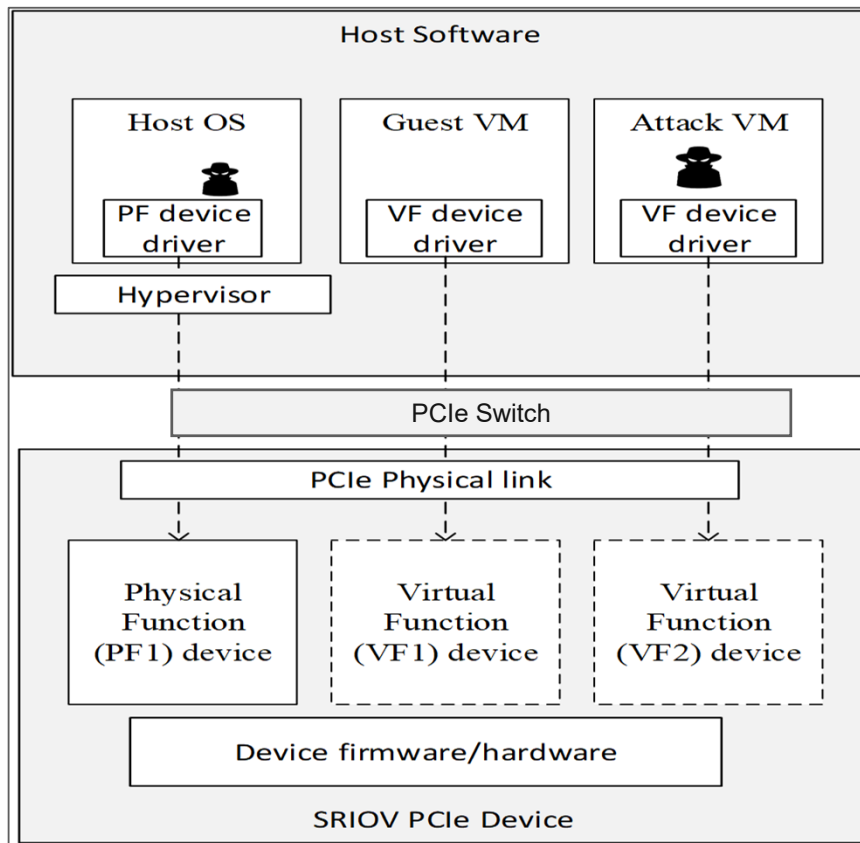 Host Software
Host OS
Guest VM
Attack VM
PF device
driver
VF device
driver
VF device
driver
Hypervisor
PCIe Switch
PCIe Physical link
Physical
Function
(PF1) device
Virtual
Function
(VF1) device
Virtual
Function
(VF2) device
Device firmware/hardware
SRIOV PCIe Device